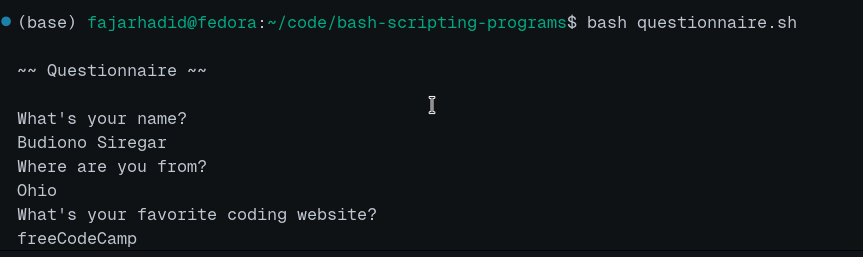 (base) fajarhadid@fedora:~/code/bash-scripting-programs$ bash questionnaire.sh
~~ Questionnaire ~~
What's your name?
Budiono Siregar
Where are you from?
Ohio
What's your favorite coding website?
freeCodeCamp